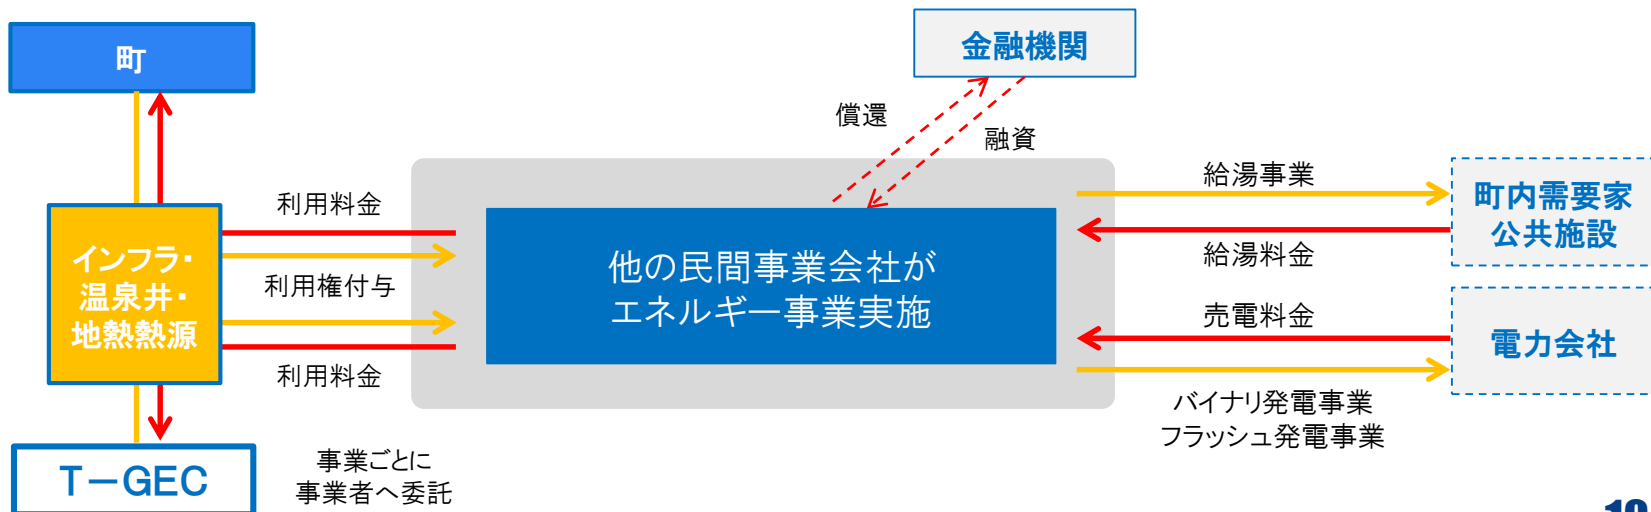 町
金融機関
償還
融資
利用料金
インフラ・
温泉井・
地熱熱源
利用権付与
利用料金
他の民間事業会社が
エネルギー事業実施
給湯事業
給湯料金
町内需要家
公共施設
売電料金
電力会社
バイナリ発電事業
フラッシュ発電事業
T－GEC
事業ごとに
事業者へ委託